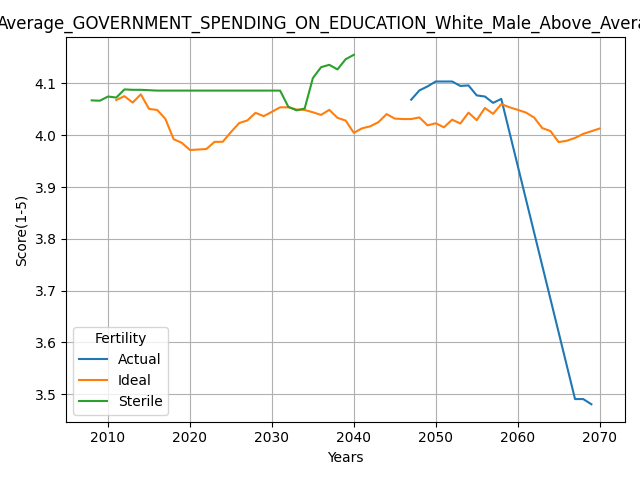 Average_GOVERNMENT_SPENDING_ON_EDUCATION_White_Male_Above_Avera
Score(1-5)
4.1
4.0
3.9
3.8
3.7
3.6
3.5
Fertility
Actual
Ideal
Sterile
2010 2020 2030 2040 2050 2060 2070
Years